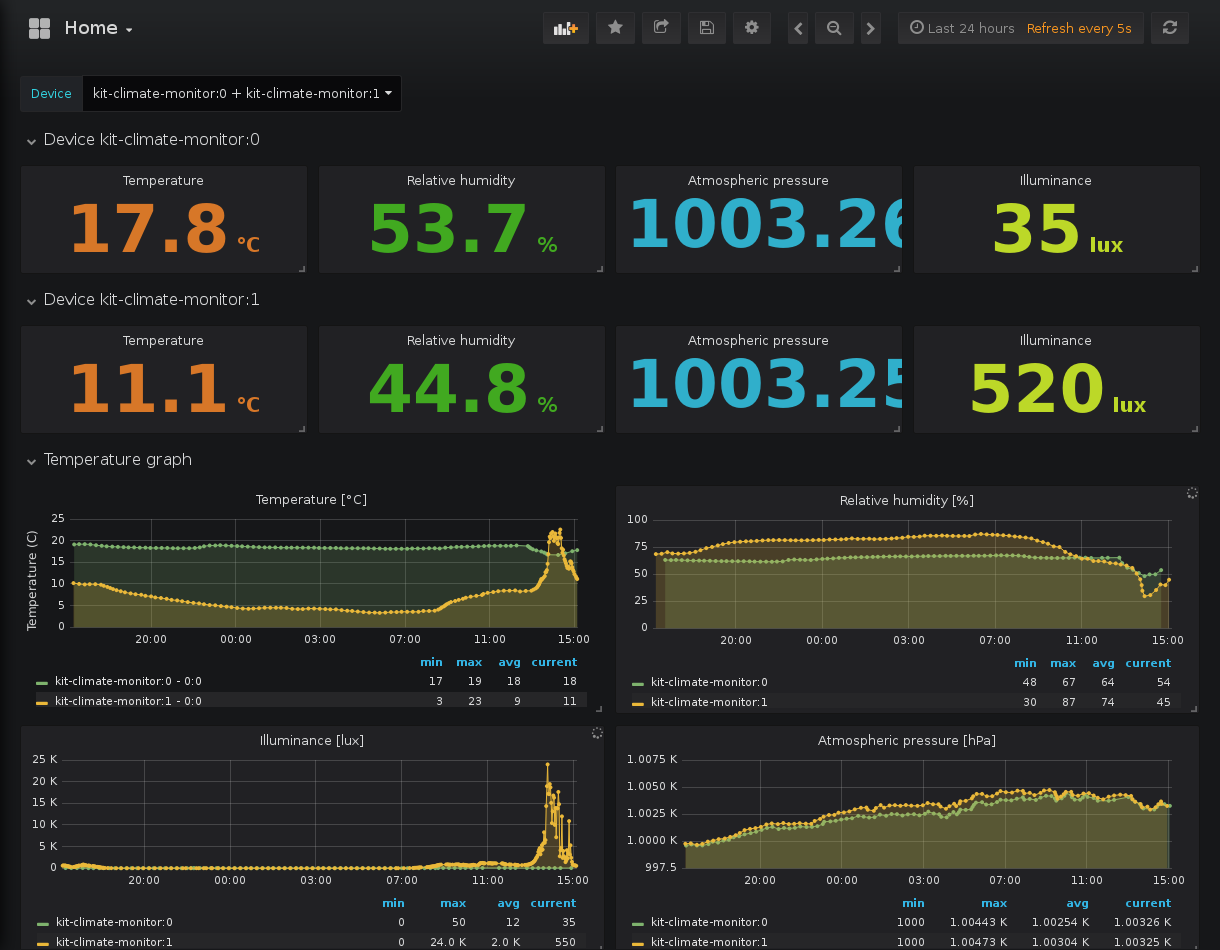 Home
Last 24 hours Refresh every 5s
Device kit-climate-monitor:0 + kit-climate-monitor:1
Device kit-climate-monitor:0
Temperature Relative humidity Atmospheric pressure Illuminance
17.8 °C 53.7 % 1003.26 35 lux
Device kit-climate-monitor:1
Temperature Relative humidity Atmospheric pressure Illuminance
11.1 °C 44.8 % 1003.25 520 lux
Temperature graph
Temperature [°C]
Temperature (C)
25
20
15
10
5
0
20:00 00:00 03:00 07:00 11:00 15:00
min max avg current
kit-climate-monitor:0 - 0:0 17 19 18 18
kit-climate-monitor:1 - 0:0 3 23 9 11
Relative humidity [%]
100
75
50
25
0
20:00 00:00 03:00 07:00 11:00 15:00
min max avg current
kit-climate-monitor:0 48 67 64 54
kit-climate-monitor:1 30 87 74 45
Illuminance [lux]
25 K
20 K
15 K
10 K
5 K
0
20:00 00:00 03:00 07:00 11:00 15:00
min max avg current
kit-climate-monitor:0 0 50 12 35
kit-climate-monitor:1 0 24.0 K 2.0 K 550
Atmospheric pressure [hPa]
1.0075 K
1.0050 K
1.0025 K
1.0000 K
997.5
20:00 00:00 03:00 07:00 11:00 15:00
min max avg current
kit-climate-monitor:0 1000 1.00443 K 1.00254 K 1.00326 K
kit-climate-monitor:1 1000 1.00473 K 1.00304 K 1.00325 K